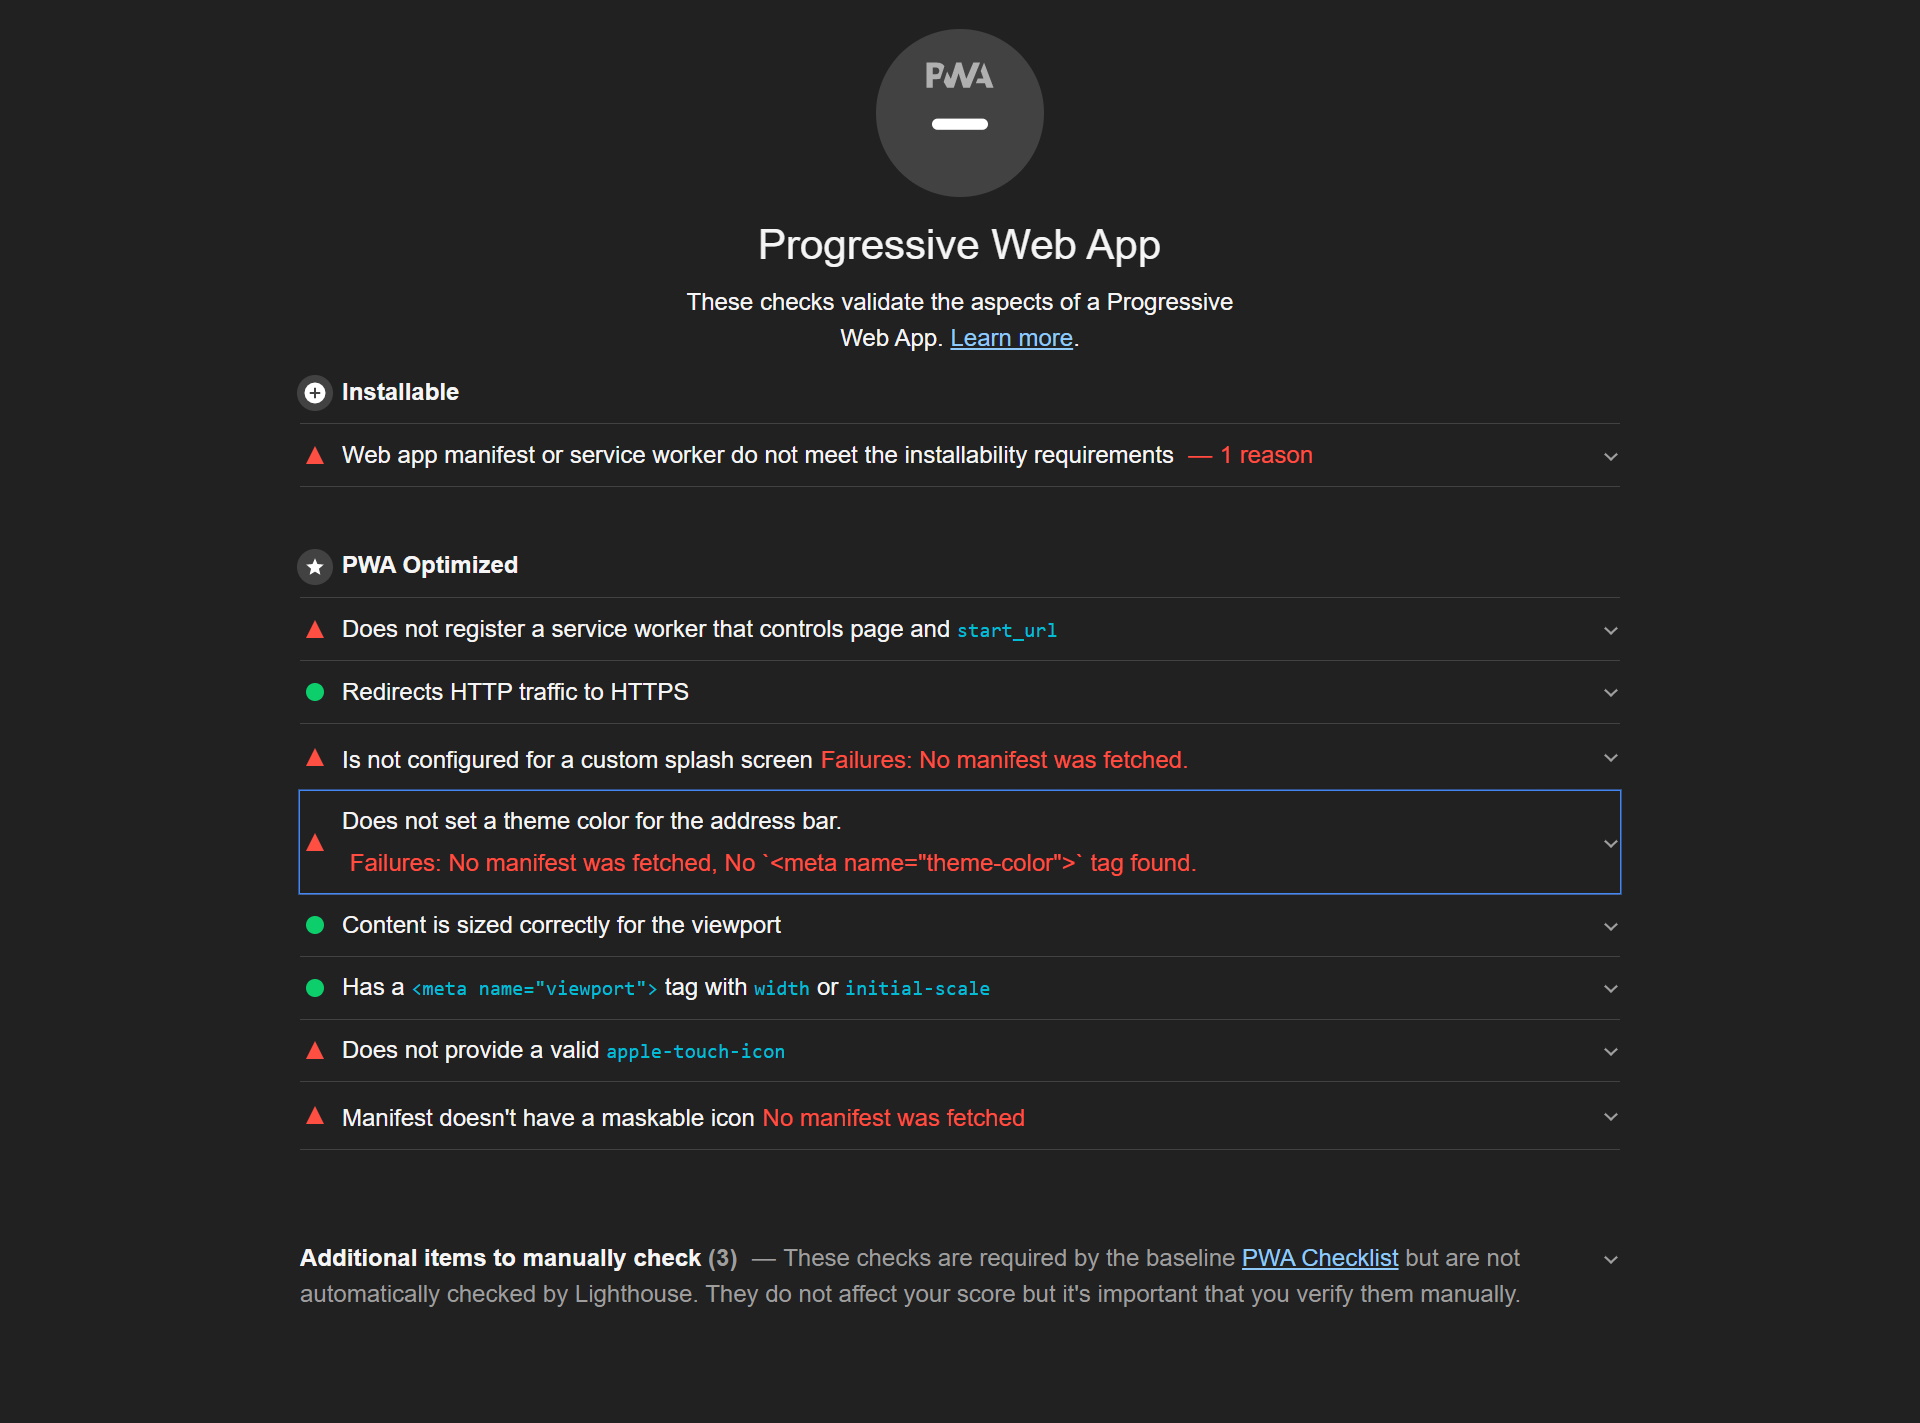 PWA
Progressive Web App
These checks validate the aspects of a Progressive
Web App. Learn more.
Installable
Web app manifest or service worker do not meet the installability requirements — 1 reason
PWA Optimized
Does not register a service worker that controls page and start_url
Redirects HTTP traffic to HTTPS
Is not configured for a custom splash screen Failures: No manifest was fetched.
Does not set a theme color for the address bar.
Failures: No manifest was fetched, No `<meta name="theme-color">` tag found.
Content is sized correctly for the viewport
Has a <meta name="viewport"> tag with width or initial-scale
Does not provide a valid apple-touch-icon
Manifest doesn't have a maskable icon No manifest was fetched
Additional items to manually check (3) — These checks are required by the baseline PWA Checklist but are not
automatically checked by Lighthouse. They do not affect your score but it's important that you verify them manually.